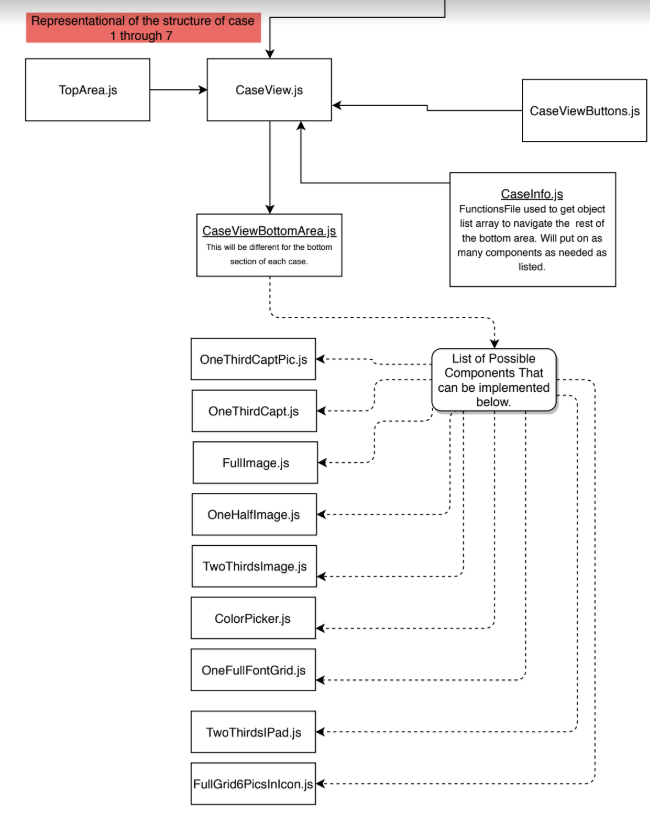 Representational of the structure of case
1 through 7
TopArea.js
CaseView.js
CaseViewButtons.js
CaseInfo.js
FunctionsFile used to get object
list array to navigate the rest of
the bottom area. Will put on as
many components as needed as
listed.
CaseViewBottomArea.js
This will be different for the bottom
section of each case.
List of Possible
Components That
can be implemented
below.
OneThirdCaptPic.js
OneThirdCapt.js
FullImage.js
OneHalfImage.js
TwoThirdsImage.js
ColorPicker.js
OneFullFontGrid.js
TwoThirdsIPad.js
FullGrid6PicsInIcon.js